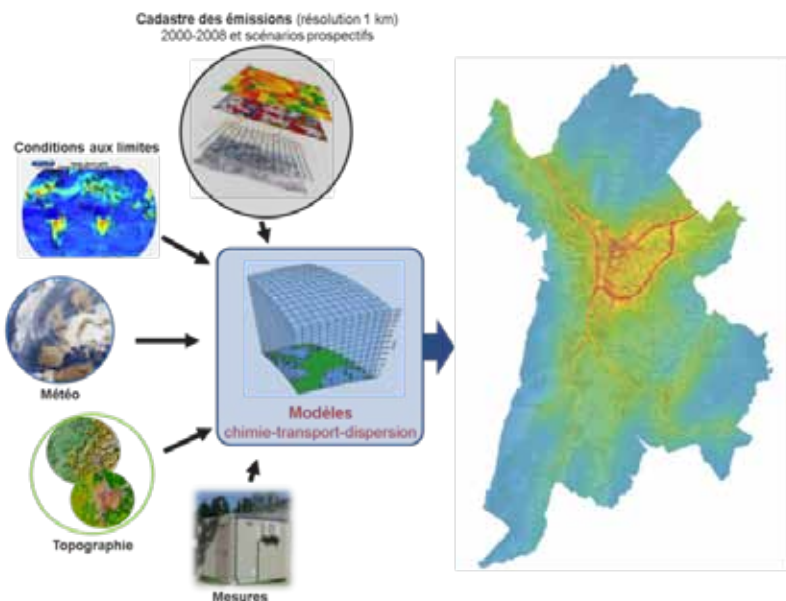 Cadastre des émissions (résolution 1 km)
2000-2008 et scénarios prospectifs
Conditions aux limites
Météo
Modèles
chimie-transport-dispersion
Topographie
Mesures